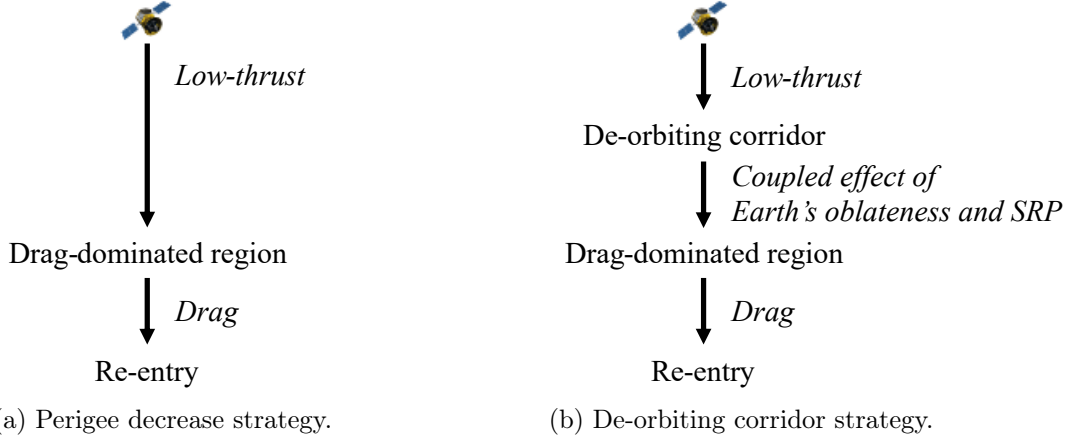 Low-thrust
Drag-dominated region
Drag
Re-entry
a) Perigee decrease strategy.
Low-thrust
De-orbiting corridor
Coupled effect of
Earth's oblateness and SRP
Drag-dominated region
Drag
Re-entry
(b) De-orbiting corridor strategy.